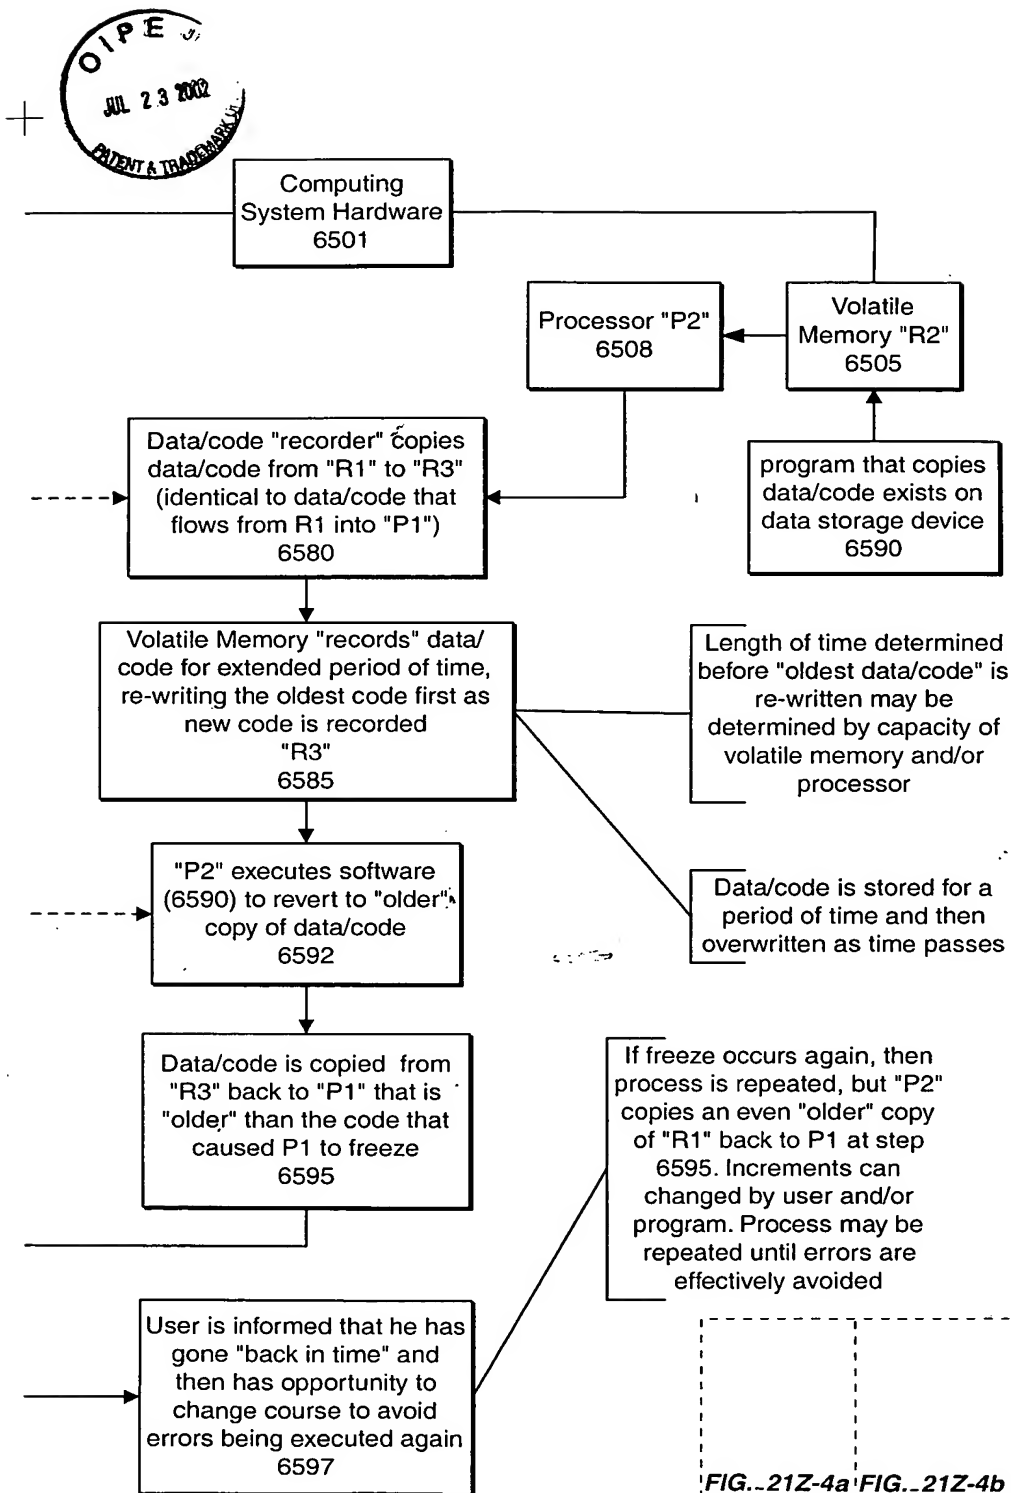 OIPE
JUL 23 2002
PATENT & TRADEMARK
Computing
System Hardware
6501
Processor "P2"
6508
Volatile
Memory "R2"
6505
Data/code "recorder" copies
data/code from "R1" to "R3"
(identical to data/code that
flows from R1 into "P1")
6580
program that copies
data/code exists on
data storage device
6590
Volatile Memory "records" data/
code for extended period of time,
re-writing the oldest code first as
new code is recorded
"R3"
6585
Length of time determined
before "oldest data/code" is
re-written may be
determined by capacity of
volatile memory and/or
processor
"P2" executes software
(6590) to revert to "older"
copy of data/code
6592
Data/code is stored for a
period of time and then
overwritten as time passes
Data/code is copied from
"R3" back to "P1" that is
"older" than the code that
caused P1 to freeze
6595
If freeze occurs again, then
process is repeated, but "P2"
copies an even "older" copy
of "R1" back to P1 at step
6595. Increments can
changed by user and/or
program. Process may be
repeated until errors are
effectively avoided
User is informed that he has
gone "back in time" and
then has opportunity to
change course to avoid
errors being executed again
6597
FIG._21Z-4a FIG._21Z-4b